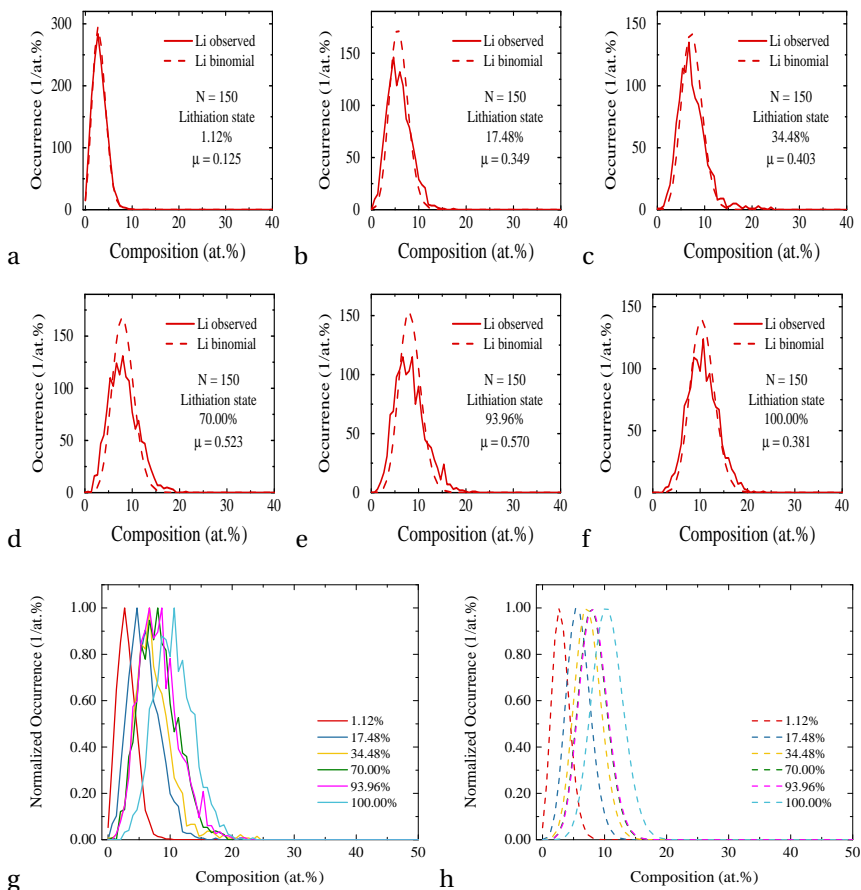 300
250
200
150
100
50
0
0 10 20 30 40
Occurrence (1/at.%)
Composition (at.%)
Li observed
Li binomial
N = 150
Lithiation state
1.12%
μ = 0.125
a
150
100
50
0
0 10 20 30 40
Occurrence (1/at.%)
Composition (at.%)
Li observed
Li binomial
N = 150
Lithiation state
17.48%
μ = 0.349
b
150
100
50
0
0 10 20 30 40
Occurrence (1/at.%)
Composition (at.%)
Li observed
Li binomial
N = 150
Lithiation state
34.48%
μ = 0.403
c
150
100
50
0
0 10 20 30 40
Occurrence (1/at.%)
Composition (at.%)
Li observed
Li binomial
N = 150
Lithiation state
70.00%
μ = 0.523
d
150
100
50
0
0 10 20 30 40
Occurrence (1/at.%)
Composition (at.%)
Li observed
Li binomial
N = 150
Lithiation state
93.96%
μ = 0.570
e
150
100
50
0
0 10 20 30 40
Occurrence (1/at.%)
Composition (at.%)
Li observed
Li binomial
N = 150
Lithiation state
100.00%
μ = 0.381
f
1.00
0.80
0.60
0.40
0.20
0.00
0 10 20 30 40 50
Normalized Occurrence (1/at.%)
Composition (at.%)
1.12%
17.48%
34.48%
70.00%
93.96%
100.00%
g
1.00
0.80
0.60
0.40
0.20
0.00
0 10 20 30 40 50
Normalized Occurrence (1/at.%)
Composition (at.%)
1.12%
17.48%
34.48%
70.00%
93.96%
100.00%
h